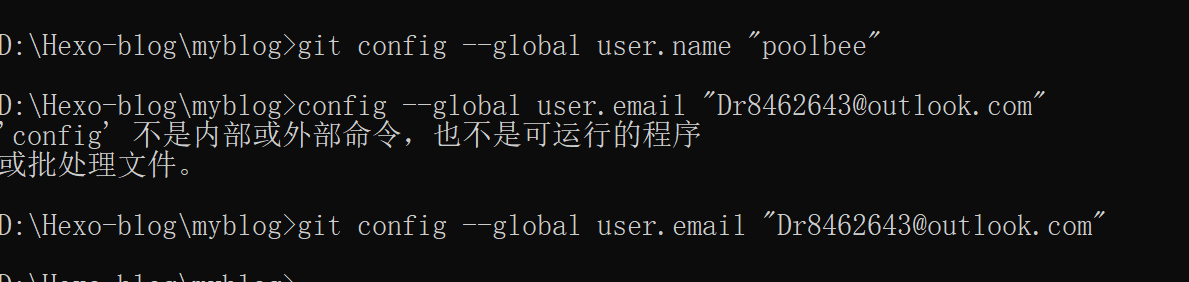 D:\Hexo-blog\myblog>git config --global user.name "poolbee"
D:\Hexo-blog\myblog>config --global user.email "Dr8462643@outlook.com"
'config' 不是内部或外部命令，也不是可运行的程序
或批处理文件。
D:\Hexo-blog\myblog>git config --global user.email "Dr8462643@outlook.com"
D:\Hexo-blog\myblog>